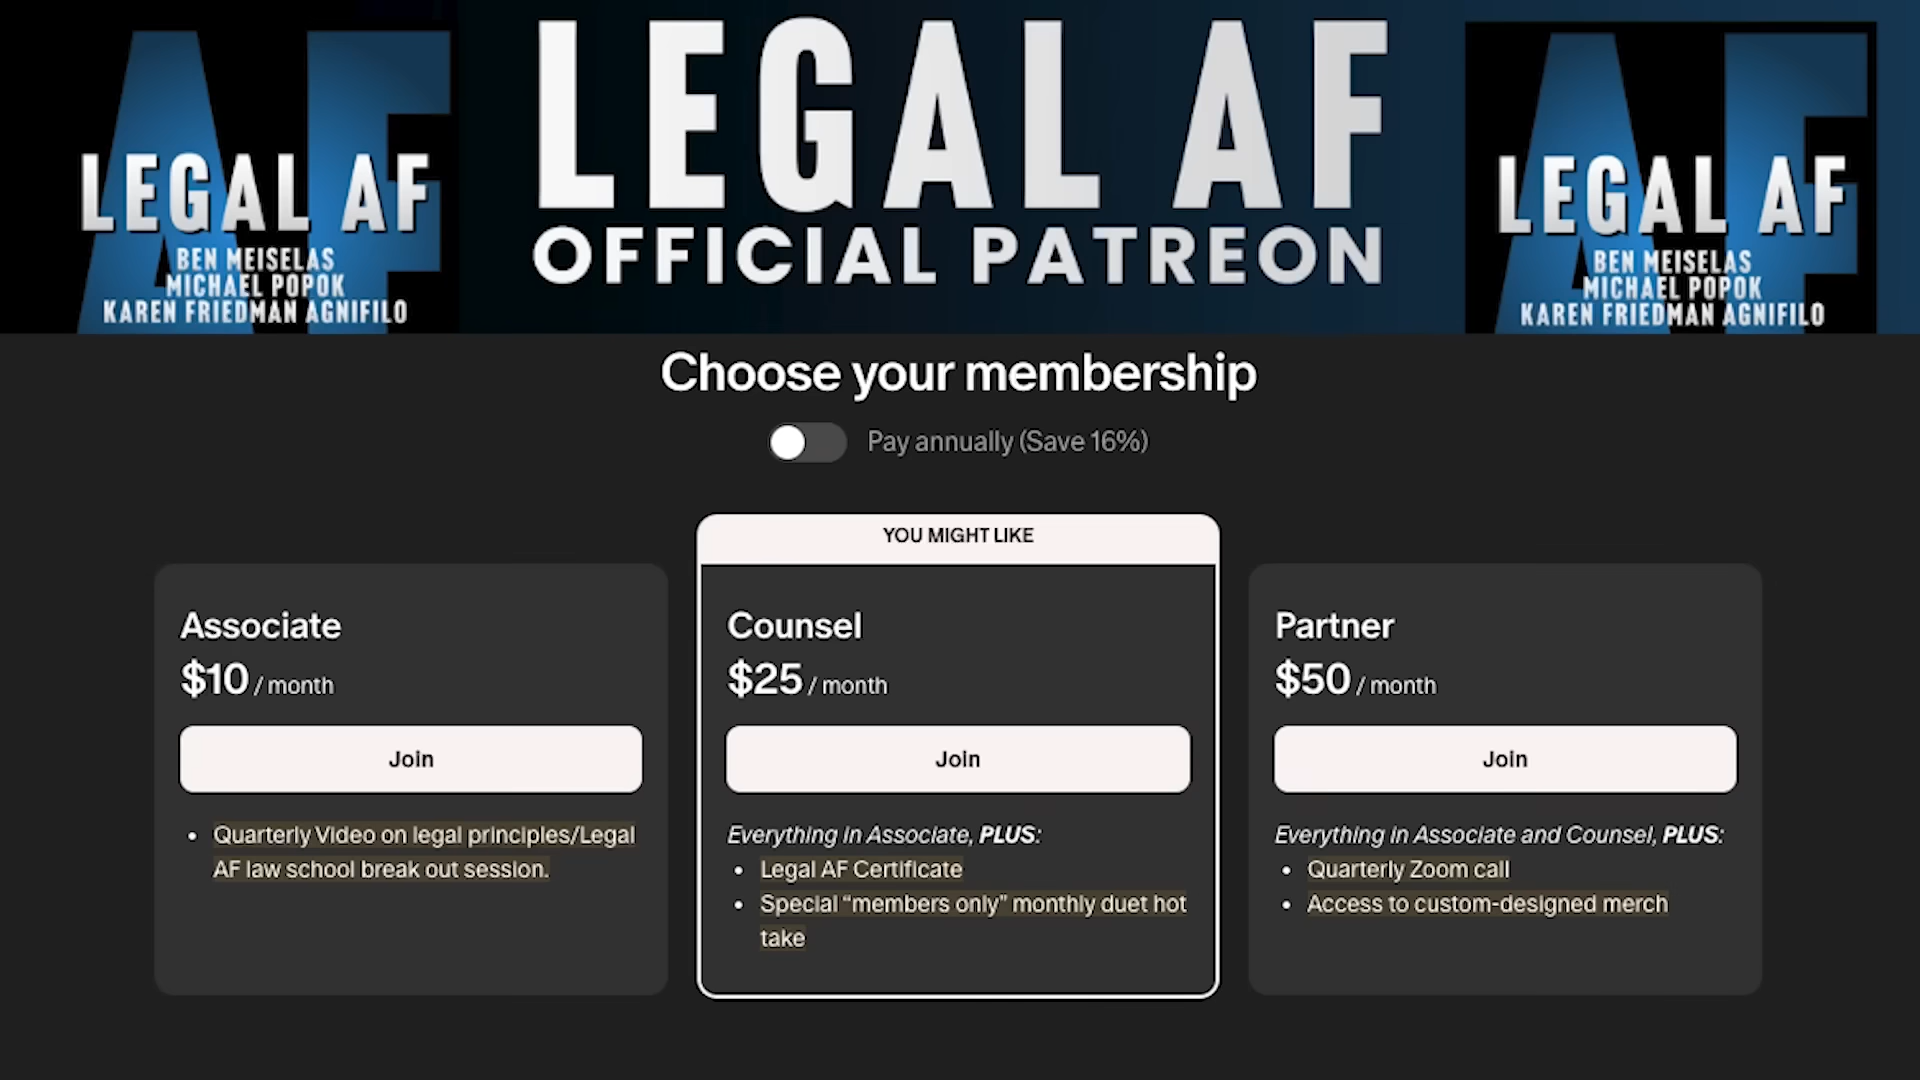 LEGAL AF
BEN MEISELAS
MICHAEL POPOK
KAREN FRIEDMAN AGNIFILO
LEGAL AF
OFFICIAL PATREON
LEGAL AF
BEN MEISELAS
MICHAEL POPOK
KAREN FRIEDMAN AGNIFILO
Choose your membership
Pay annually (Save 16%)
Associate
$10 / month
Join
• Quarterly Video on legal principles/Legal
AF law school break out session.
YOU MIGHT LIKE
Counsel
$25 / month
Join
Everything in Associate, PLUS:
• Legal AF Certificate
• Special “members only” monthly duet hot
take
Partner
$50 / month
Join
Everything in Associate and Counsel, PLUS:
• Quarterly Zoom call
• Access to custom-designed merch